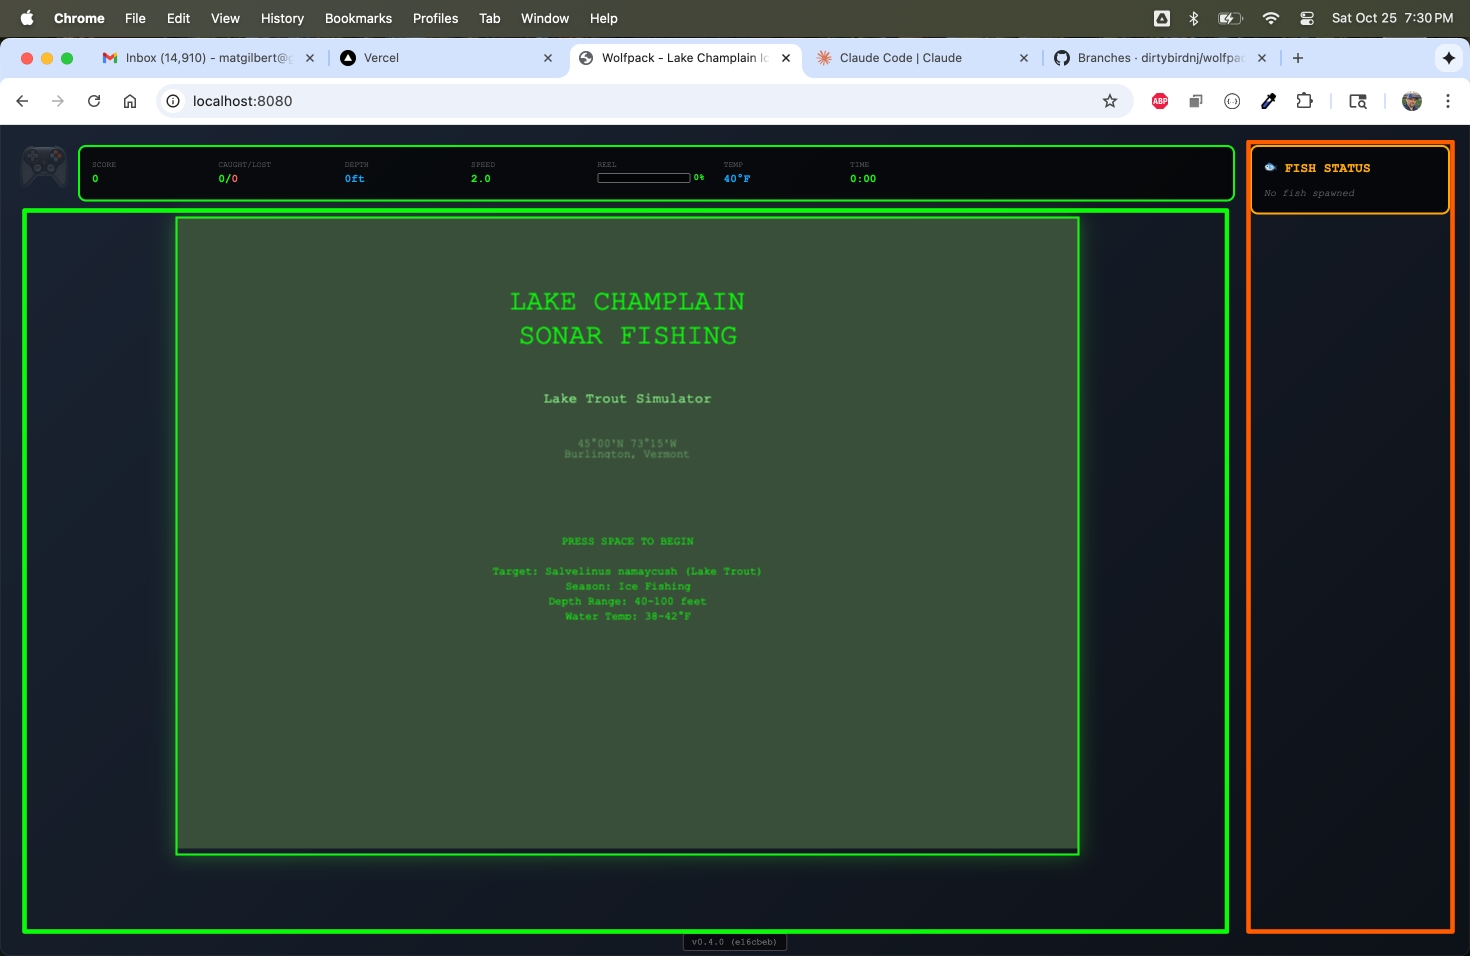 Chrome File Edit View History Bookmarks Profiles Tab Window Help Sat Oct 25 7:30 PM
Inbox (14,910) - matgilbert@g
Vercel
Wolfpack - Lake Champlain Ic
Claude Code | Claude
Branches · dirtybirdnj/wolfpac
localhost:8080
ABP
SCORE CAUGHT/LOST DEPTH SPEED REEL TEMP TIME
0 0/0 0ft 2.0 0% 40°F 0:00
FISH STATUS
No fish spawned
LAKE CHAMPLAIN
SONAR FISHING
Lake Trout Simulator
45°00'N 73°15'W
Burlington, Vermont
PRESS SPACE TO BEGIN
Target: Salvelinus namaycush (Lake Trout)
Season: Ice Fishing
Depth Range: 40-100 feet
Water Temp: 38-42°F
v0.4.0 (e16cbeb)